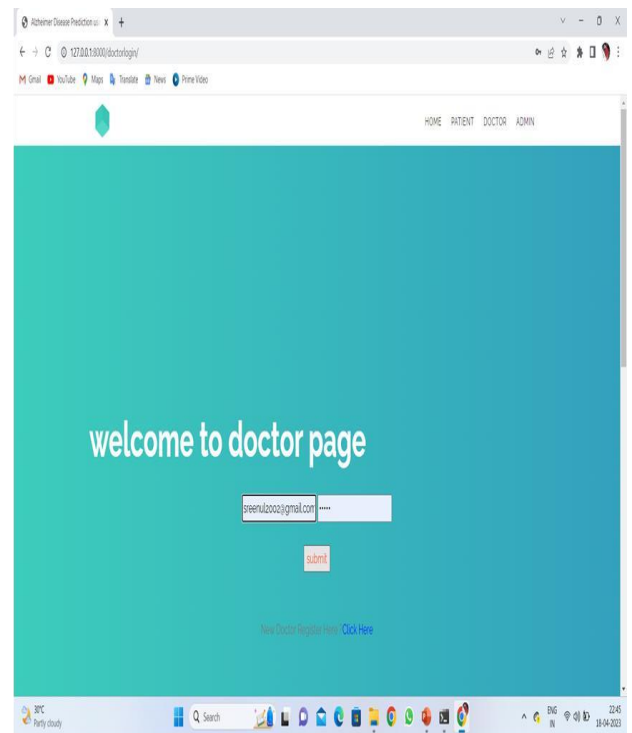 Alzheimer Disease Prediction us X +
127.0.0.1:8000/doctorlogin/
Gmail YouTube Maps Translate News Prime Video
HOME PATIENT DOCTOR ADMIN
welcome to doctor page
sreenul2002@gmail.com •••••
submit
New Doctor Register Here ? Click Here
30°C
Partly cloudy
Search
ENG
IN
22:45
18-04-2023